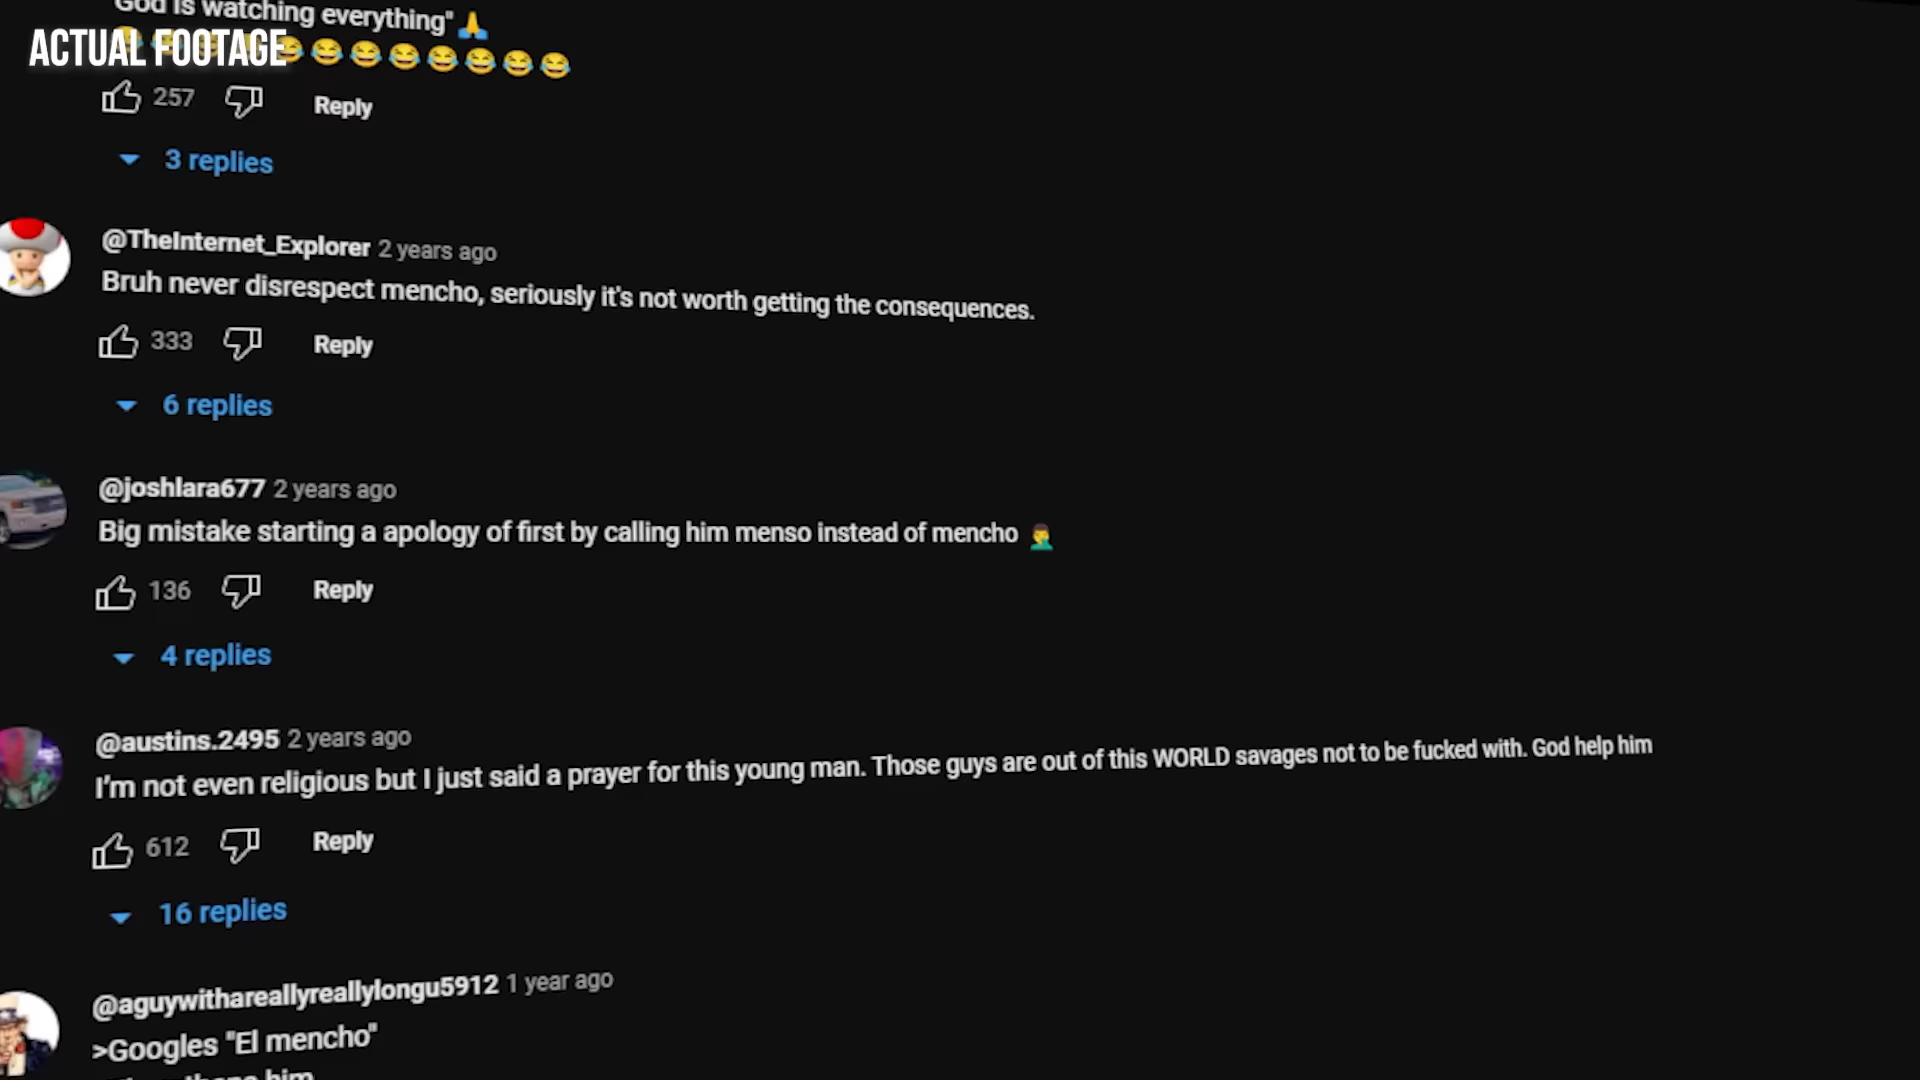 God is watching everything" 🙏
ACTUAL FOOTAGE 😂😂😂😂😂😂😂😂
257 Reply
3 replies
@TheInternet_Explorer 2 years ago
Bruh never disrespect mencho, seriously it's not worth getting the consequences.
333 Reply
6 replies
@joshlara677 2 years ago
Big mistake starting a apology of first by calling him menso instead of mencho 🤦‍♂️
136 Reply
4 replies
@austins.2495 2 years ago
I'm not even religious but I just said a prayer for this young man. Those guys are out of this WORLD savages not to be fucked with. God help him
612 Reply
16 replies
@aguywithareallyreallylongu5912 1 year ago
>Googles "El mencho"
him